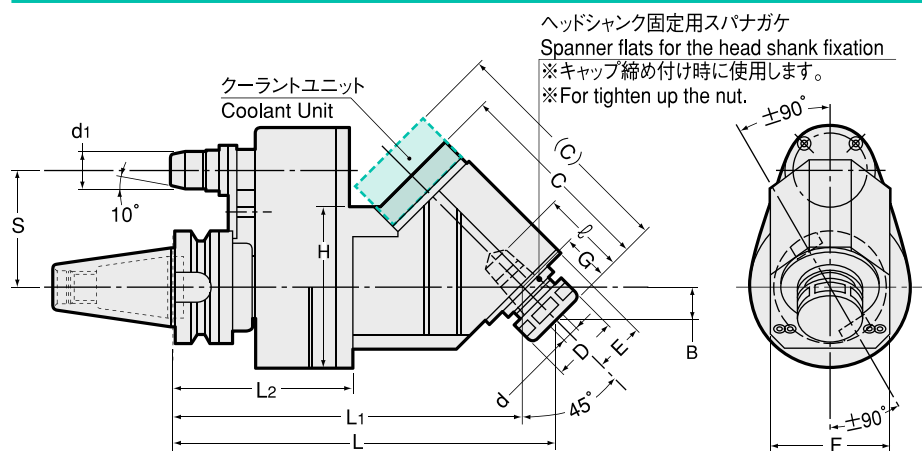 ヘッドシャンク固定用スパナガケ
Spanner flats for the head shank fixation
※キャップ締め付け時に使用します。
※For tighten up the nut.
クーラントユニット
Coolant Unit
±90°
d1
(C)
C
10°
S
H
ℓ
G
B
D
E
d
L2
45°
L1
±90°
L
F